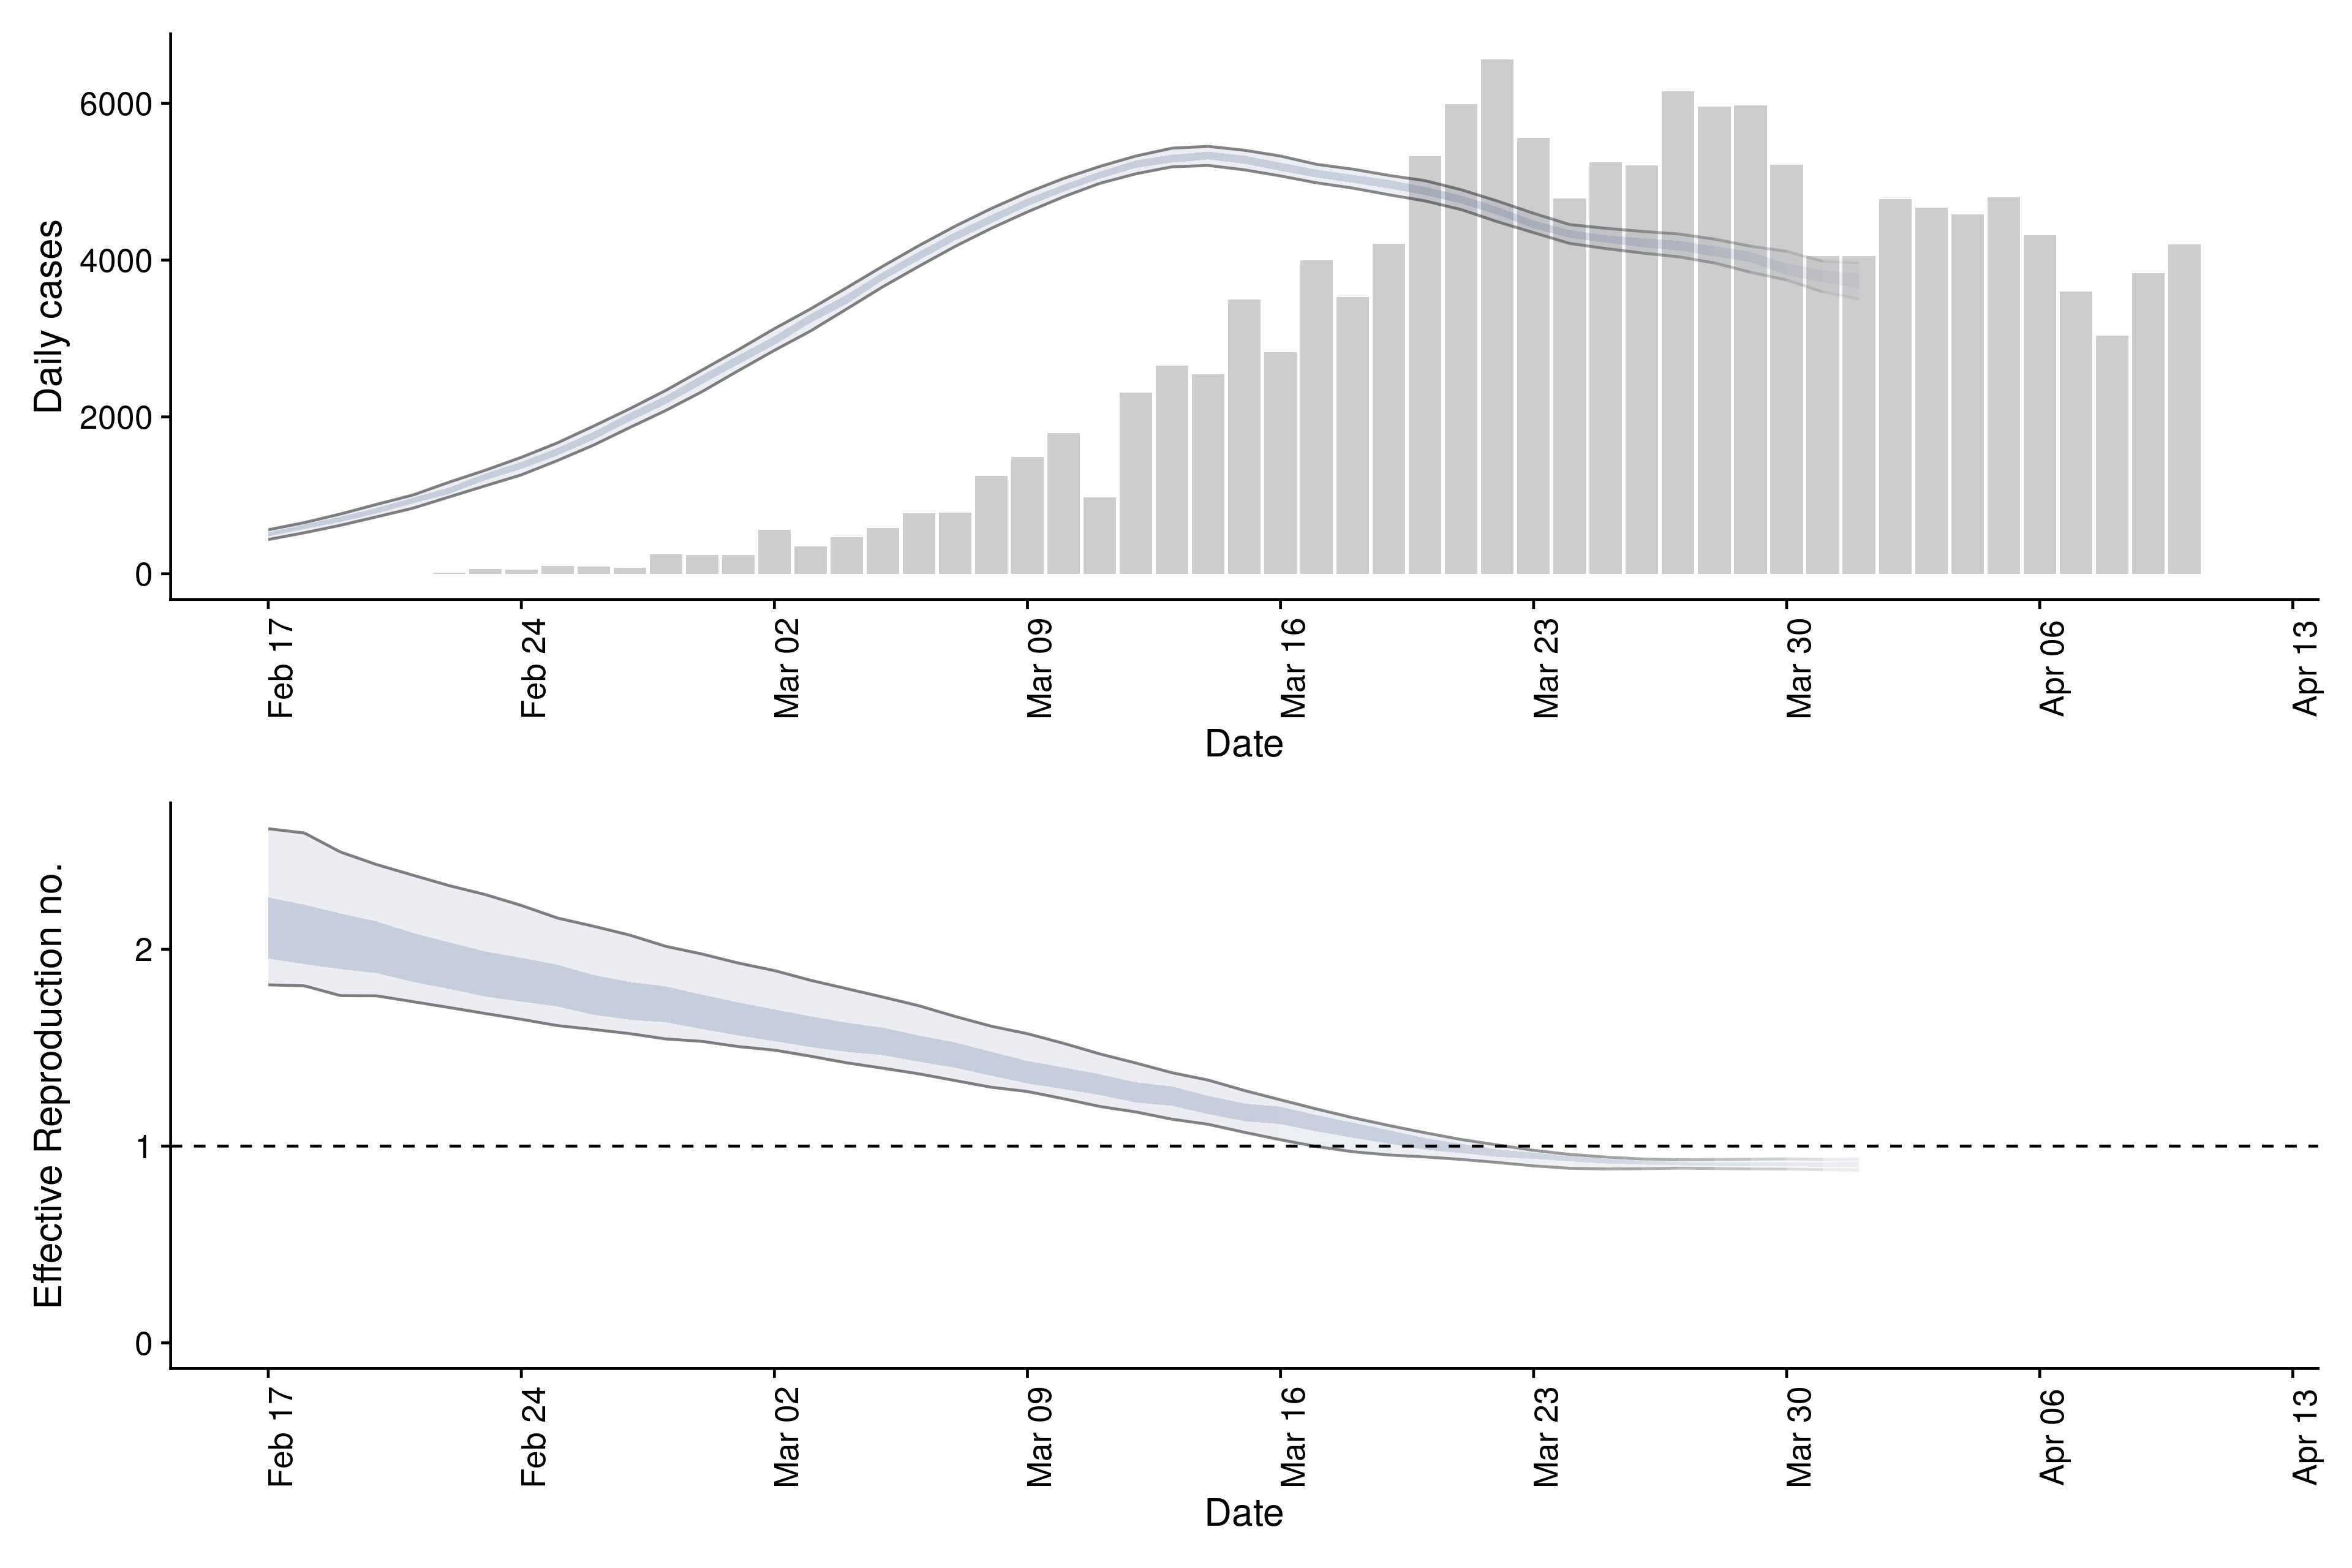 Daily cases
6000
4000
2000
0
Feb 17
Feb 24
Mar 02
Mar 09
Mar 16
Mar 23
Mar 30
Apr 06
Apr 13
Date
Effective Reproduction no.
2
1
0
Feb 17
Feb 24
Mar 02
Mar 09
Mar 16
Mar 23
Mar 30
Apr 06
Apr 13
Date